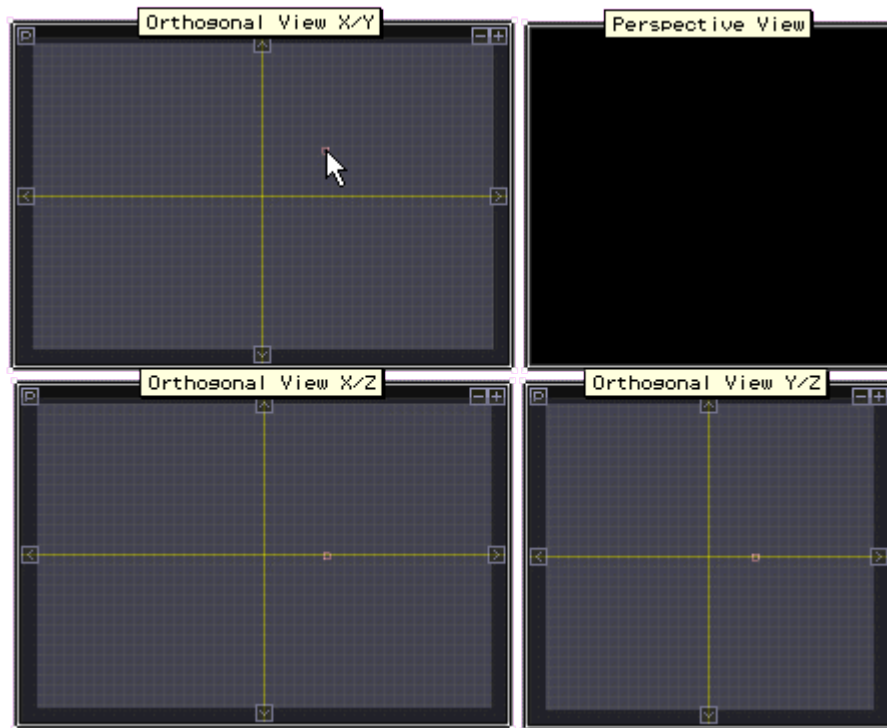 Orthogonal View X/Y
Perspective View
P
- +
<
>
Orthogonal View X/Z
Orthogonal View Y/Z
P
- +
P
- +
<
>
<
>